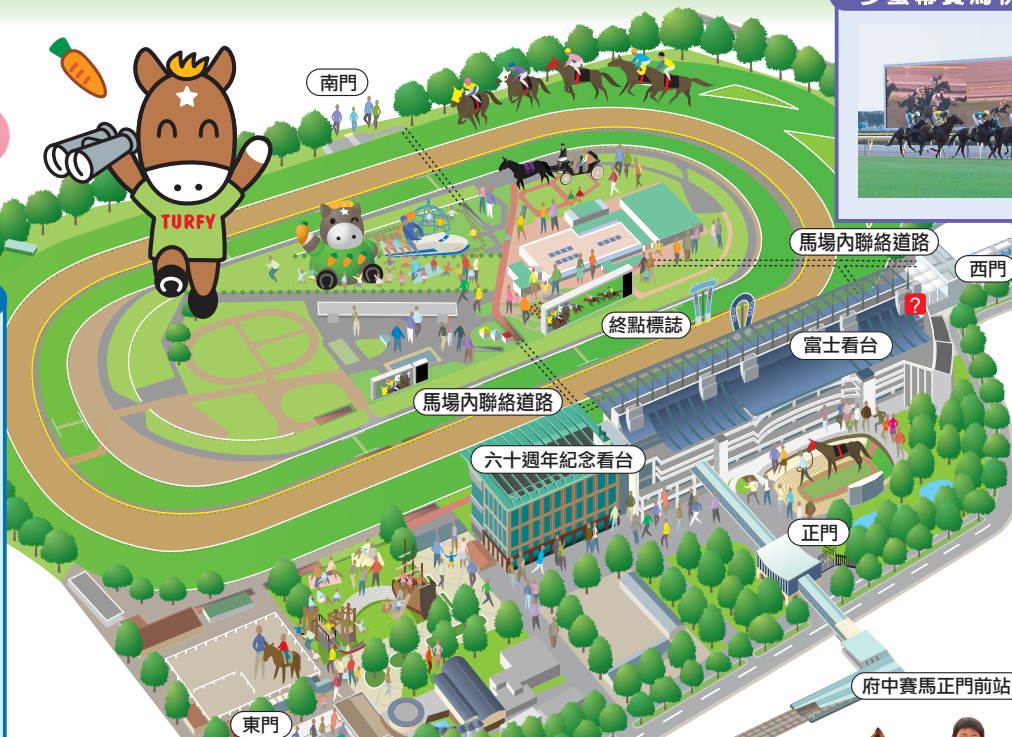 南門
TURFY
馬場內聯絡道路
西門
?
終點標誌
富士看台
馬場內聯絡道路
六十週年紀念看台
正門
府中賽馬正門前站
東門